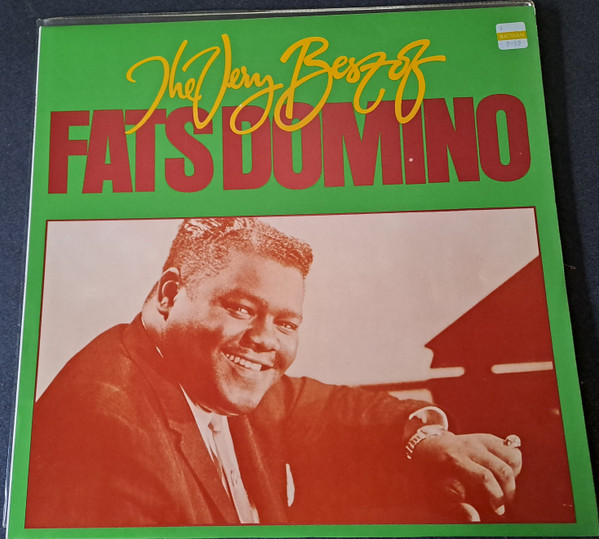 The Very Best of
FATS DOMINO